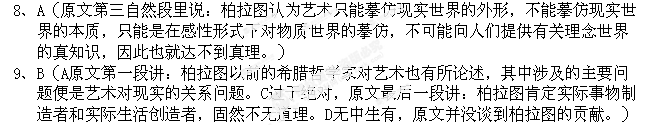 8、A（原文第三自然段里说：柏拉图认为艺术只能摹仿现实世界的外形，不能摹仿现实世
界的本质，只能是在感性形式下对物质世界的摹仿，不可能向人们提供有关理念世界
的真知识，因此也就达不到真理。）
9、B（A原文第一段讲：柏拉图以前的希腊哲学家对艺术也有所论述，其中涉及的主要问
题便是艺术对现实的关系问题。C过于绝对，原文最后一段讲：柏拉图肯定实际事物制
造者和实际生活创造者，固然不无道理。D无中生有，原文并没谈到柏拉图的贡献。）